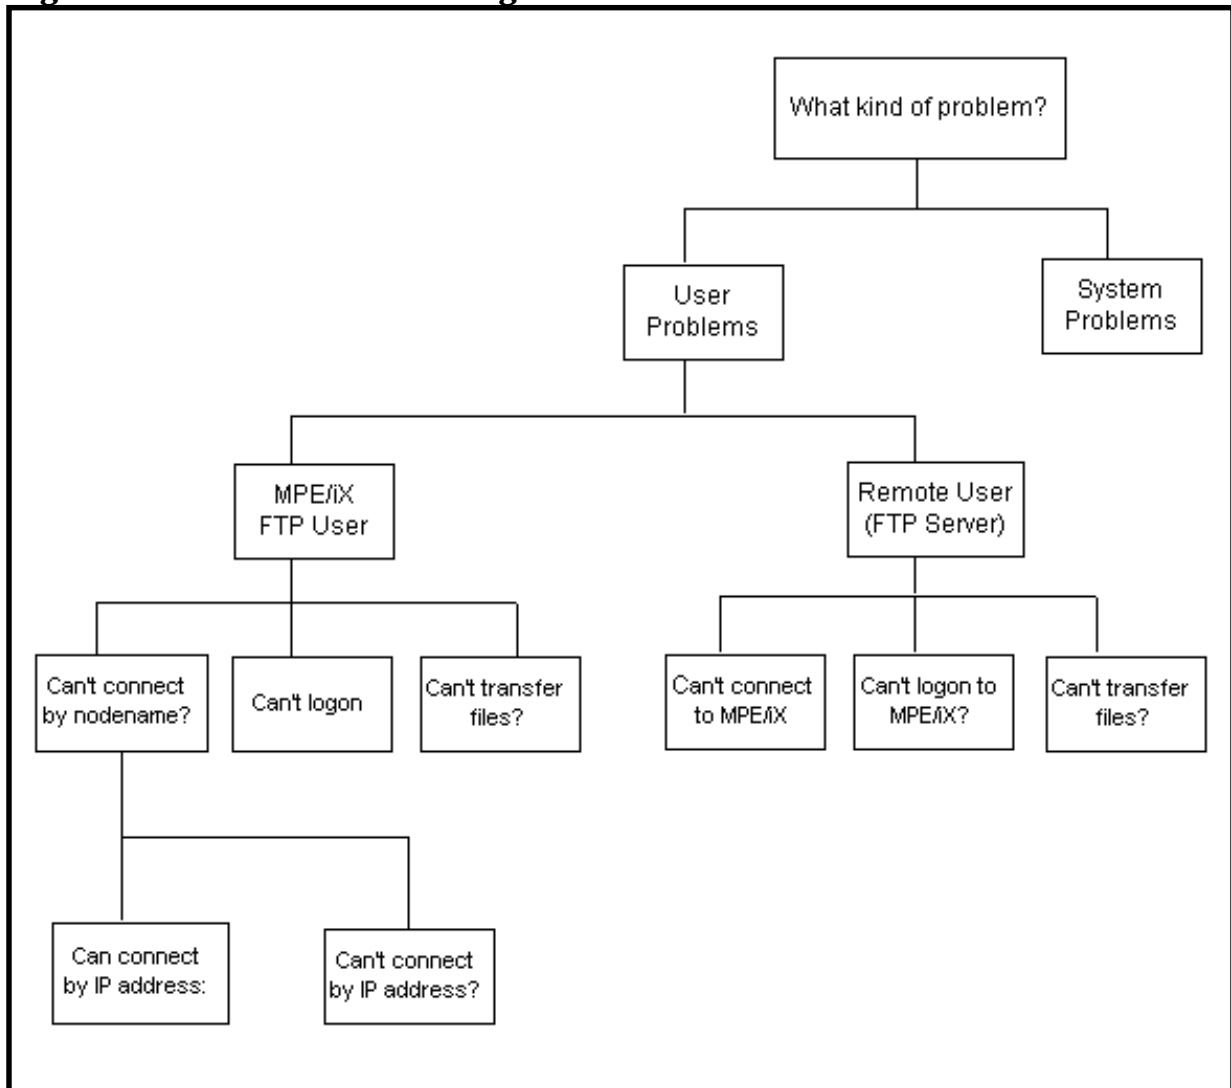 What kind of problem?
User
Problems
System
Problems
MPE/iX
FTP User
Remote User
(FTP Server)
Can't connect
by nodename?
Can't logon
Can't transfer
files?
Can't connect
to MPE/iX
Can't logon to
MPE/iX?
Can't transfer
files?
Can connect
by IP address:
Can't connect
by IP address?